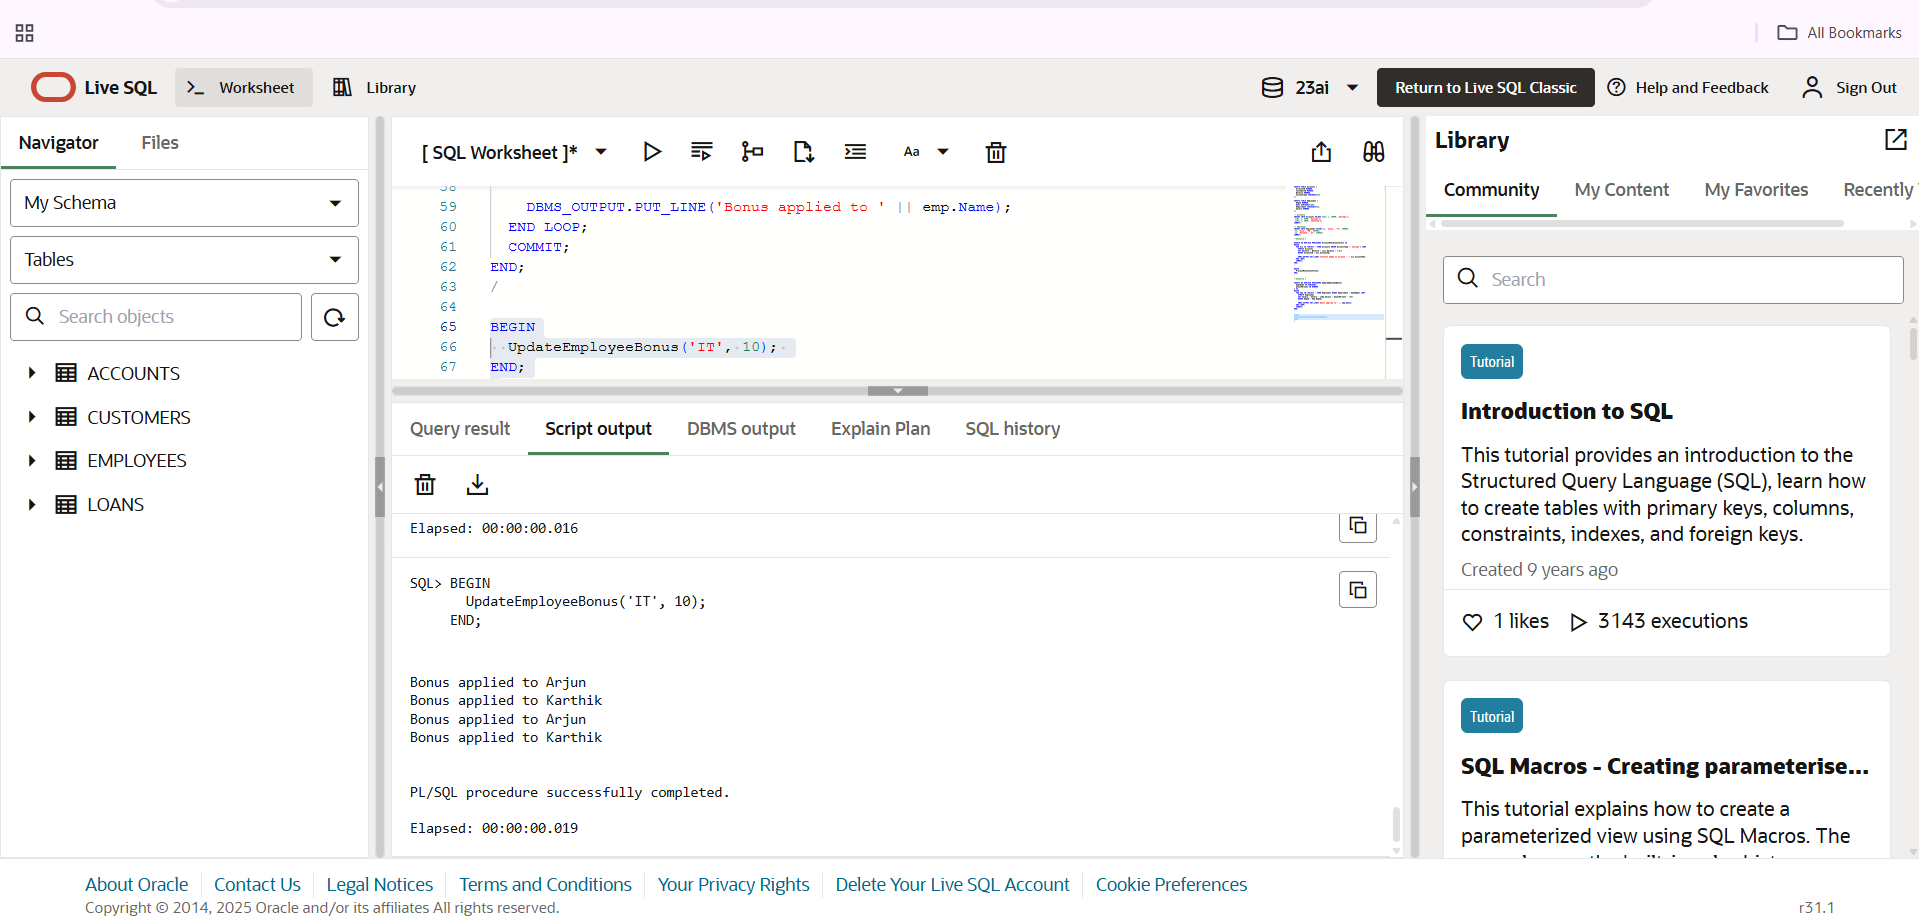 All Bookmarks
Live SQL
Worksheet
Library
23ai
Return to Live SQL Classic
Help and Feedback
Sign Out
Navigator
Files
My Schema
Tables
Search objects
ACCOUNTS
CUSTOMERS
EMPLOYEES
LOANS
[ SQL Worksheet ]*
Aa
58
59 DBMS_OUTPUT.PUT_LINE('Bonus applied to ' || emp.Name);
60 END LOOP;
61 COMMIT;
62 END;
63 /
64
65 BEGIN
66 UpdateEmployeeBonus('IT', 10);
67 END;
Query result
Script output
DBMS output
Explain Plan
SQL history
Elapsed: 00:00:00.016
SQL> BEGIN
UpdateEmployeeBonus('IT', 10);
END;
Bonus applied to Arjun
Bonus applied to Karthik
Bonus applied to Arjun
Bonus applied to Karthik
PL/SQL procedure successfully completed.
Elapsed: 00:00:00.019
Library
Community
My Content
My Favorites
Recently
Search
Tutorial
Introduction to SQL
This tutorial provides an introduction to the
Structured Query Language (SQL), learn how
to create tables with primary keys, columns,
constraints, indexes, and foreign keys.
Created 9 years ago
1 likes
3143 executions
Tutorial
SQL Macros - Creating parameterise...
This tutorial explains how to create a
parameterized view using SQL Macros. The
About Oracle
Contact Us
Legal Notices
Terms and Conditions
Your Privacy Rights
Delete Your Live SQL Account
Cookie Preferences
Copyright © 2014, 2025 Oracle and/or its affiliates All rights reserved.
r31.1